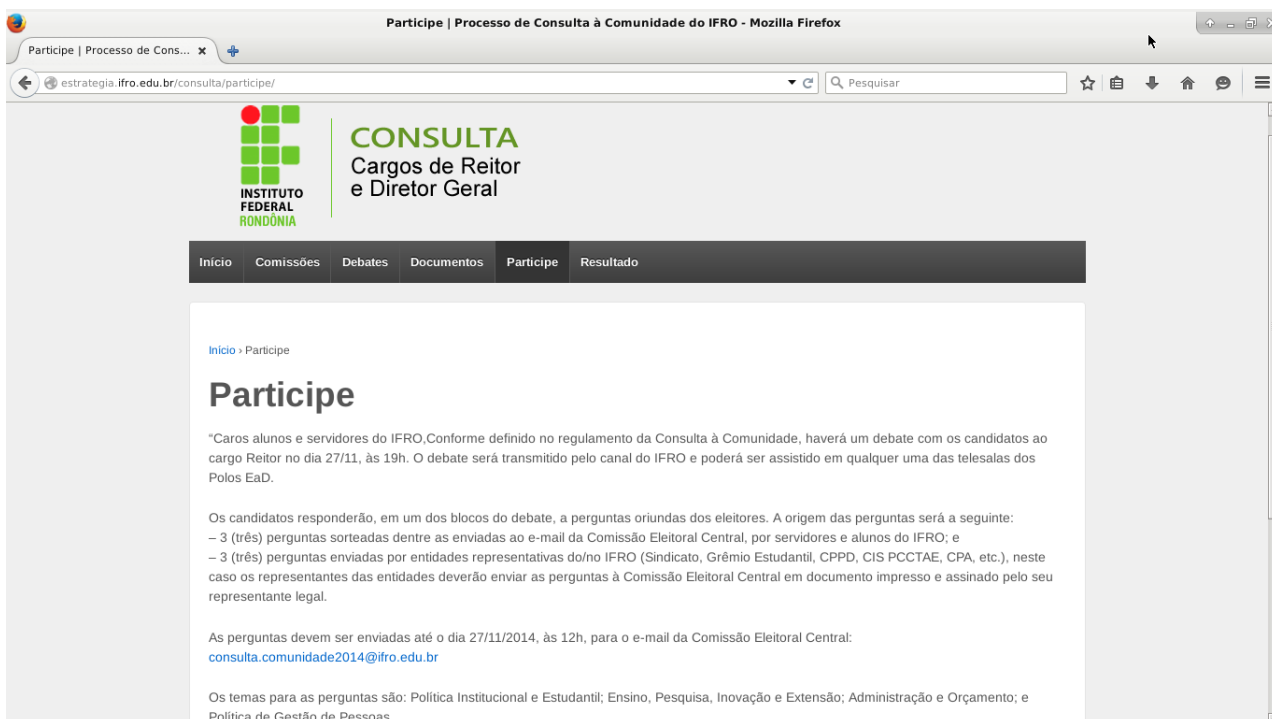 Participe | Processo de Consulta à Comunidade do IFRO - Mozilla Firefox
Participe | Processo de Cons...
estrategia.ifro.edu.br/consulta/participe/
Pesquisar
INSTITUTO
FEDERAL
RONDÔNIA
CONSULTA
Cargos de Reitor
e Diretor Geral
Início Comissões Debates Documentos Participe Resultado
Início › Participe
Participe
“Caros alunos e servidores do IFRO,Conforme definido no regulamento da Consulta à Comunidade, haverá um debate com os candidatos ao
cargo Reitor no dia 27/11, às 19h. O debate será transmitido pelo canal do IFRO e poderá ser assistido em qualquer uma das telesalas dos
Polos EaD.
Os candidatos responderão, em um dos blocos do debate, a perguntas oriundas dos eleitores. A origem das perguntas será a seguinte:
– 3 (três) perguntas sorteadas dentre as enviadas ao e-mail da Comissão Eleitoral Central, por servidores e alunos do IFRO; e
– 3 (três) perguntas enviadas por entidades representativas do/no IFRO (Sindicato, Grêmio Estudantil, CPPD, CIS PCCTAE, CPA, etc.), neste
caso os representantes das entidades deverão enviar as perguntas à Comissão Eleitoral Central em documento impresso e assinado pelo seu
representante legal.
As perguntas devem ser enviadas até o dia 27/11/2014, às 12h, para o e-mail da Comissão Eleitoral Central:
consulta.comunidade2014@ifro.edu.br
Os temas para as perguntas são: Política Institucional e Estudantil; Ensino, Pesquisa, Inovação e Extensão; Administração e Orçamento; e
Política de Gestão de Pessoas